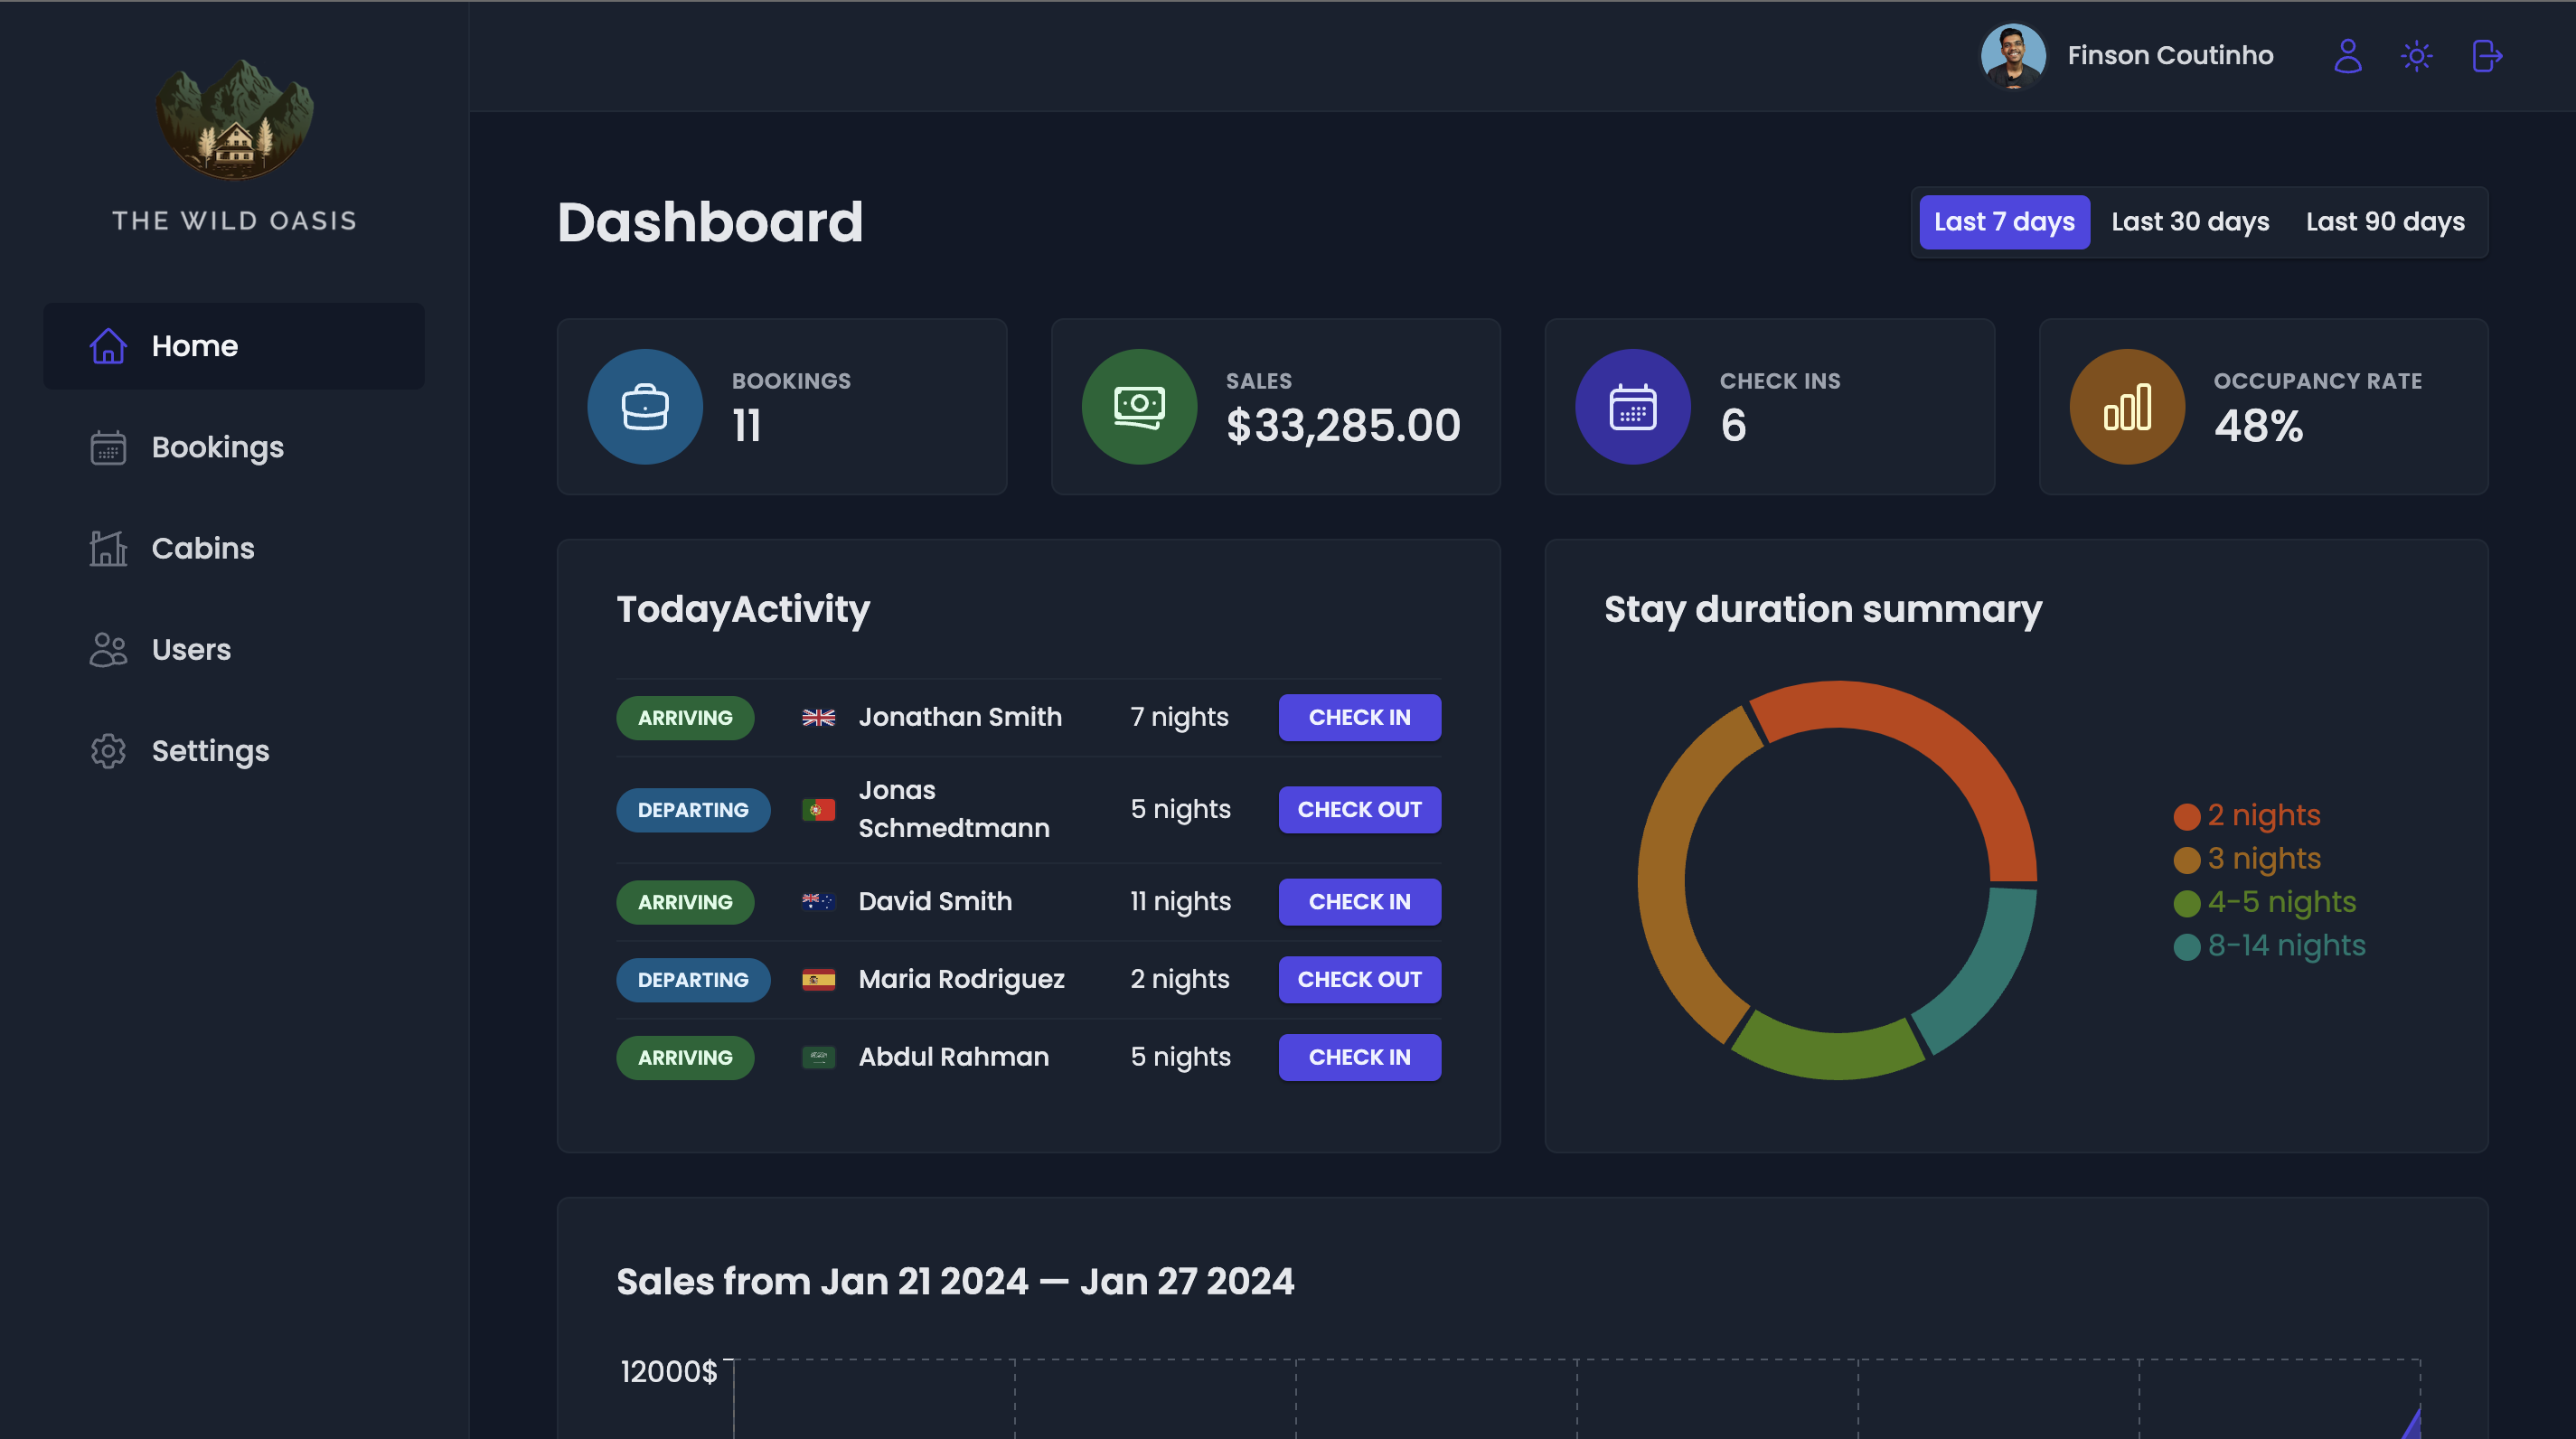 THE WILD OASIS
Home
Bookings
Cabins
Users
Settings
Finson Coutinho
Dashboard
Last 7 days
Last 30 days
Last 90 days
BOOKINGS
11
SALES
$33,285.00
CHECK INS
6
OCCUPANCY RATE
48%
TodayActivity
ARRIVING Jonathan Smith 7 nights CHECK IN
DEPARTING Jonas
Schmedtmann 5 nights CHECK OUT
ARRIVING David Smith 11 nights CHECK IN
DEPARTING Maria Rodriguez 2 nights CHECK OUT
ARRIVING Abdul Rahman 5 nights CHECK IN
Stay duration summary
2 nights
3 nights
4-5 nights
8-14 nights
Sales from Jan 21 2024 — Jan 27 2024
12000$